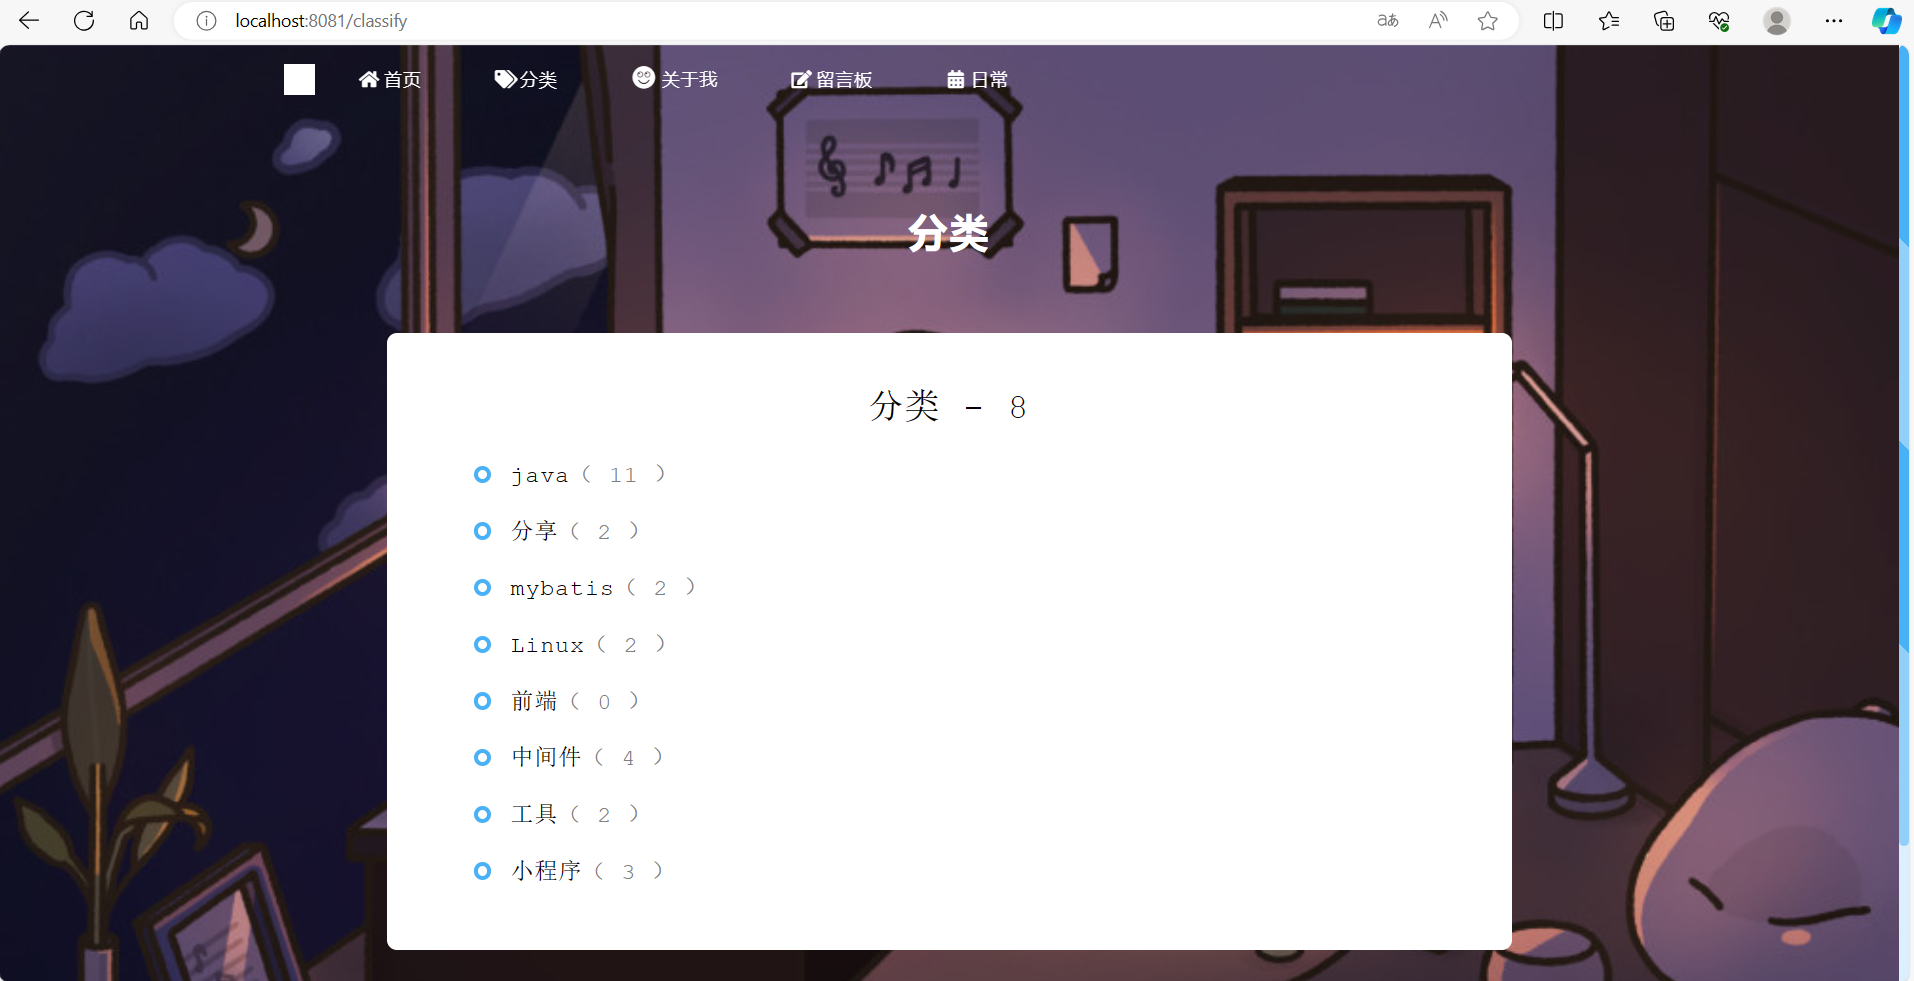 localhost:8081/classify
首页 分类 关于我 留言板 日常
分类
分类 - 8
java（ 11 ）
分享（ 2 ）
mybatis（ 2 ）
Linux（ 2 ）
前端（ 0 ）
中间件（ 4 ）
工具（ 2 ）
小程序（ 3 ）